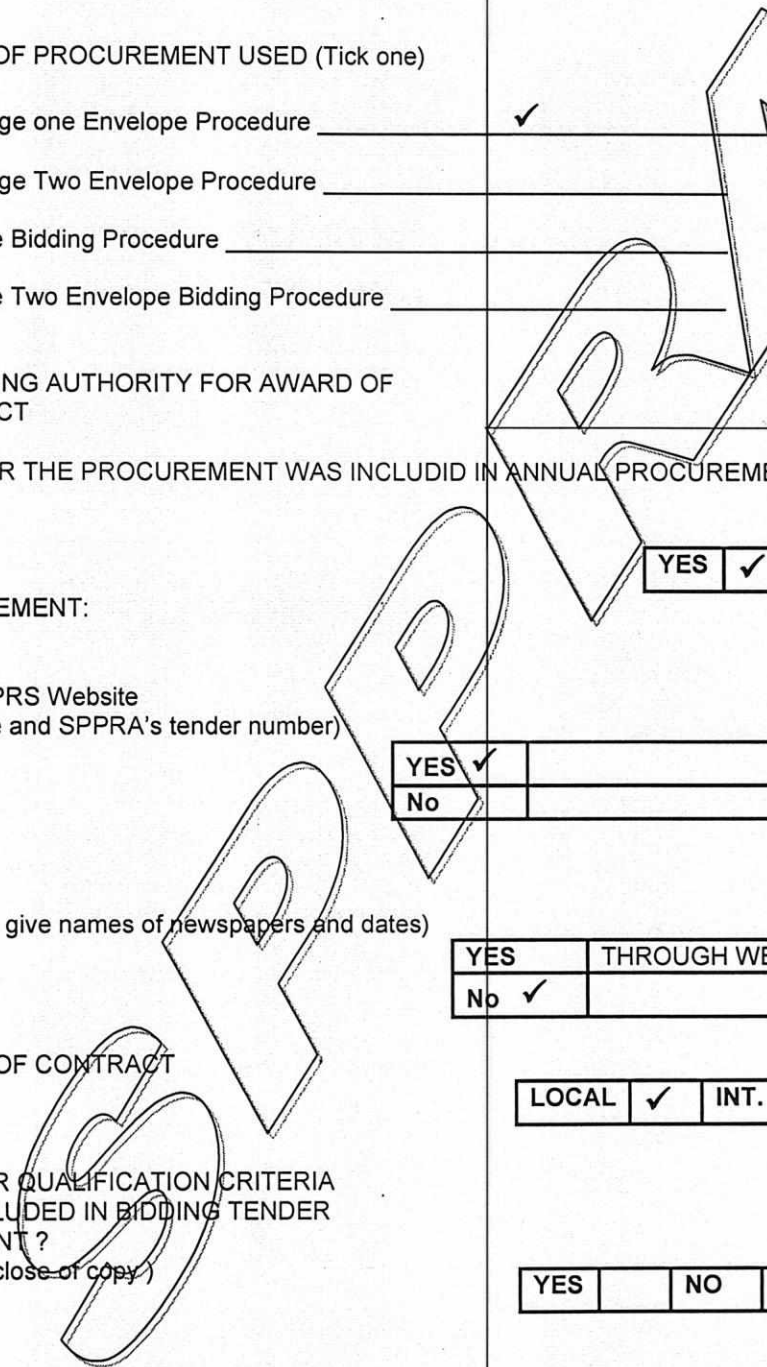 OF PROCUREMENT USED (Tick one)
ge one Envelope Procedure ✓
ge Two Envelope Procedure
e Bidding Procedure
e Two Envelope Bidding Procedure
NG AUTHORITY FOR AWARD OF
CT
R THE PROCUREMENT WAS INCLUDID IN ANNUAL PROCUREME
YES ✓
EMENT:
PRS Website
e and SPPRA's tender number)
YES ✓
No
give names of newspapers and dates)
YES THROUGH WE
No ✓
OF CONTRACT
LOCAL ✓ INT.
R QUALIFICATION CRITERIA
LUDED IN BIDDING TENDER
NT ?
close of copy )
YES NO
SPPR